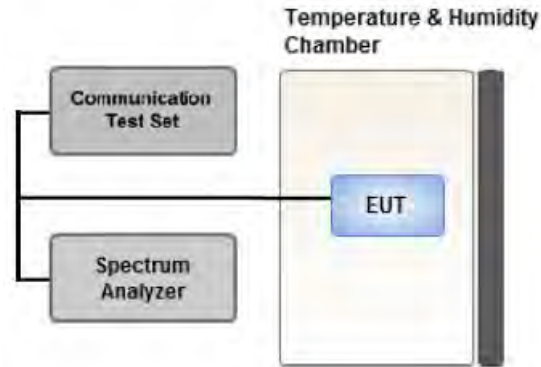 Temperature & Humidity
Chamber
Communication
Test Set
EUT
Spectrum
Analyzer